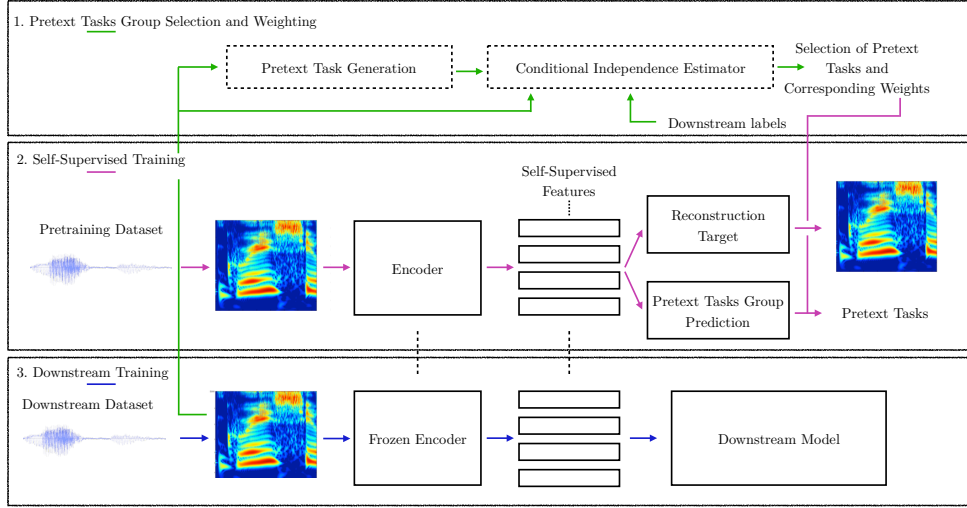 1. Pretext Tasks Group Selection and Weighting
Pretext Task Generation
Conditional Independence Estimator
Selection of Pretext
Tasks and
Corresponding Weights
Downstream labels
2. Self-Supervised Training
Pretraining Dataset
Encoder
Self-Supervised
Features
Reconstruction
Target
Pretext Tasks Group
Prediction
Pretext Tasks
3. Downstream Training
Downstream Dataset
Frozen Encoder
Downstream Model